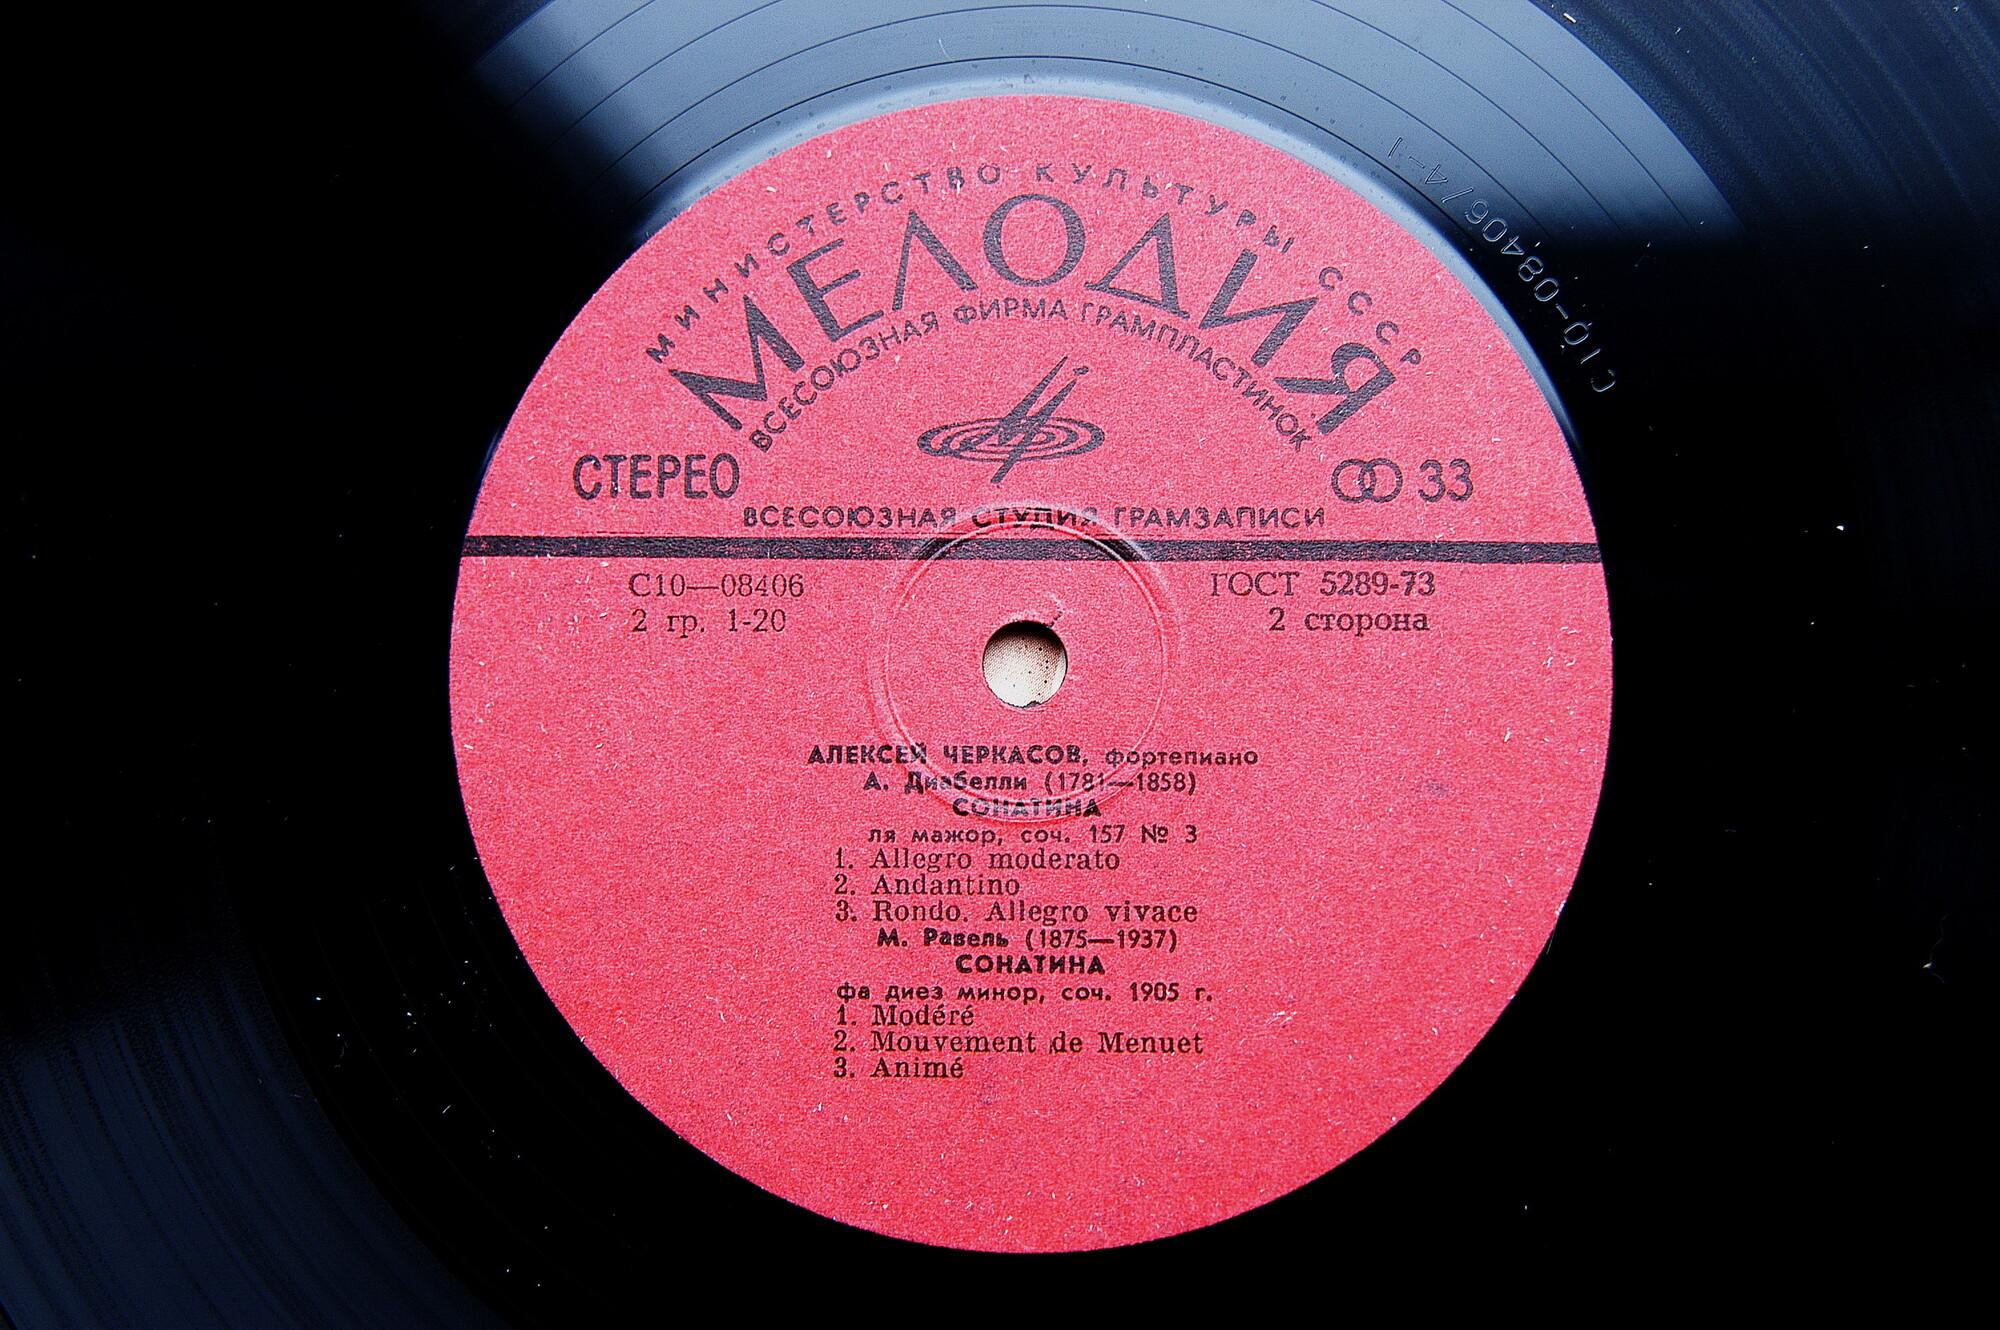 МИНИСТЕРСТВО КУЛЬТУРЫ СССР
МЕЛОДИЯ
ВСЕСОЮЗНАЯ ФИРМА ГРАМПЛАСТИНОК
СТЕРЕО
33
ВСЕСОЮЗНАЯ СТУДИЯ ГРАМЗАПИСИ
С10—08406
2 гр. 1-20
ГОСТ 5289-73
2 сторона
АЛЕКСЕЙ ЧЕРКАСОВ, фортепиано
А. Диабелли (1781—1858)
СОНАТИНА
ля мажор, соч. 157 № 3
1. Allegro moderato
2. Andantino
3. Rondo. Allegro vivace
М. Равель (1875—1937)
СОНАТИНА
фа диез минор, соч. 1905 г.
1. Modéré
2. Mouvement de Menuet
3. Animé
С10-08406/4-1